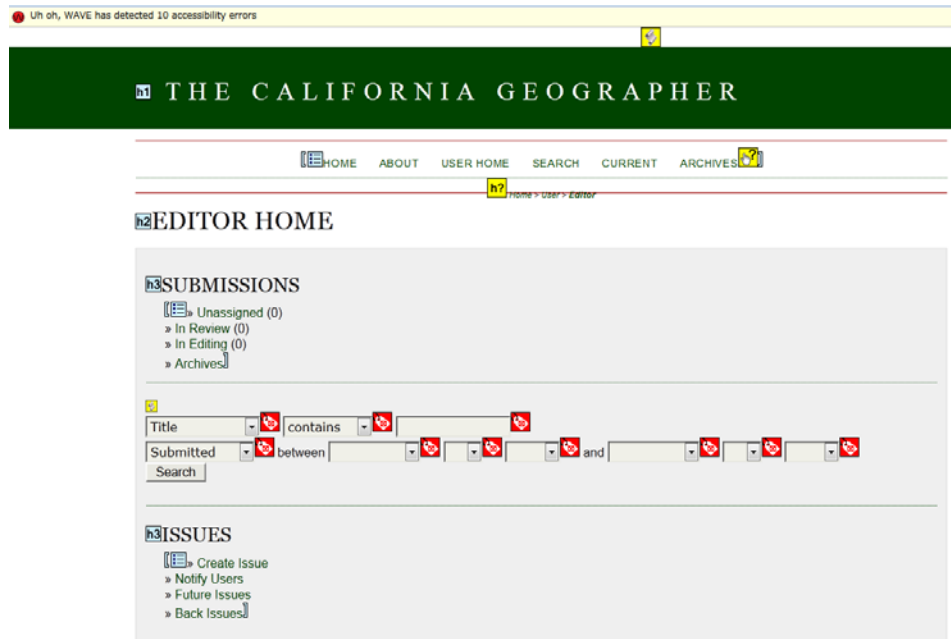 Uh oh, WAVE has detected 10 accessibility errors
h1 THE CALIFORNIA GEOGRAPHER
HOME ABOUT USER HOME SEARCH CURRENT ARCHIVES ?
h? Home > User > Editor
h2 EDITOR HOME
h3 SUBMISSIONS
» Unassigned (0)
» In Review (0)
» In Editing (0)
» Archives
Title contains
Submitted between and
Search
h3 ISSUES
» Create Issue
» Notify Users
» Future Issues
» Back Issues